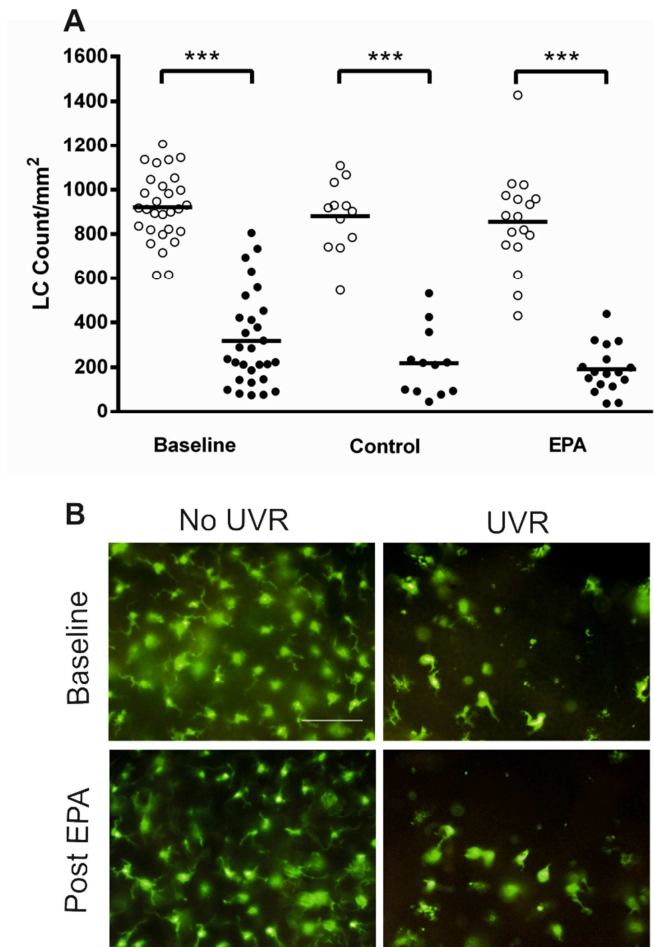 A
*** *** ***
1600
1400
1200
1000
800
600
400
200
0
LC Count/mm²
Baseline Control EPA
B
No UVR UVR
Baseline
Post EPA